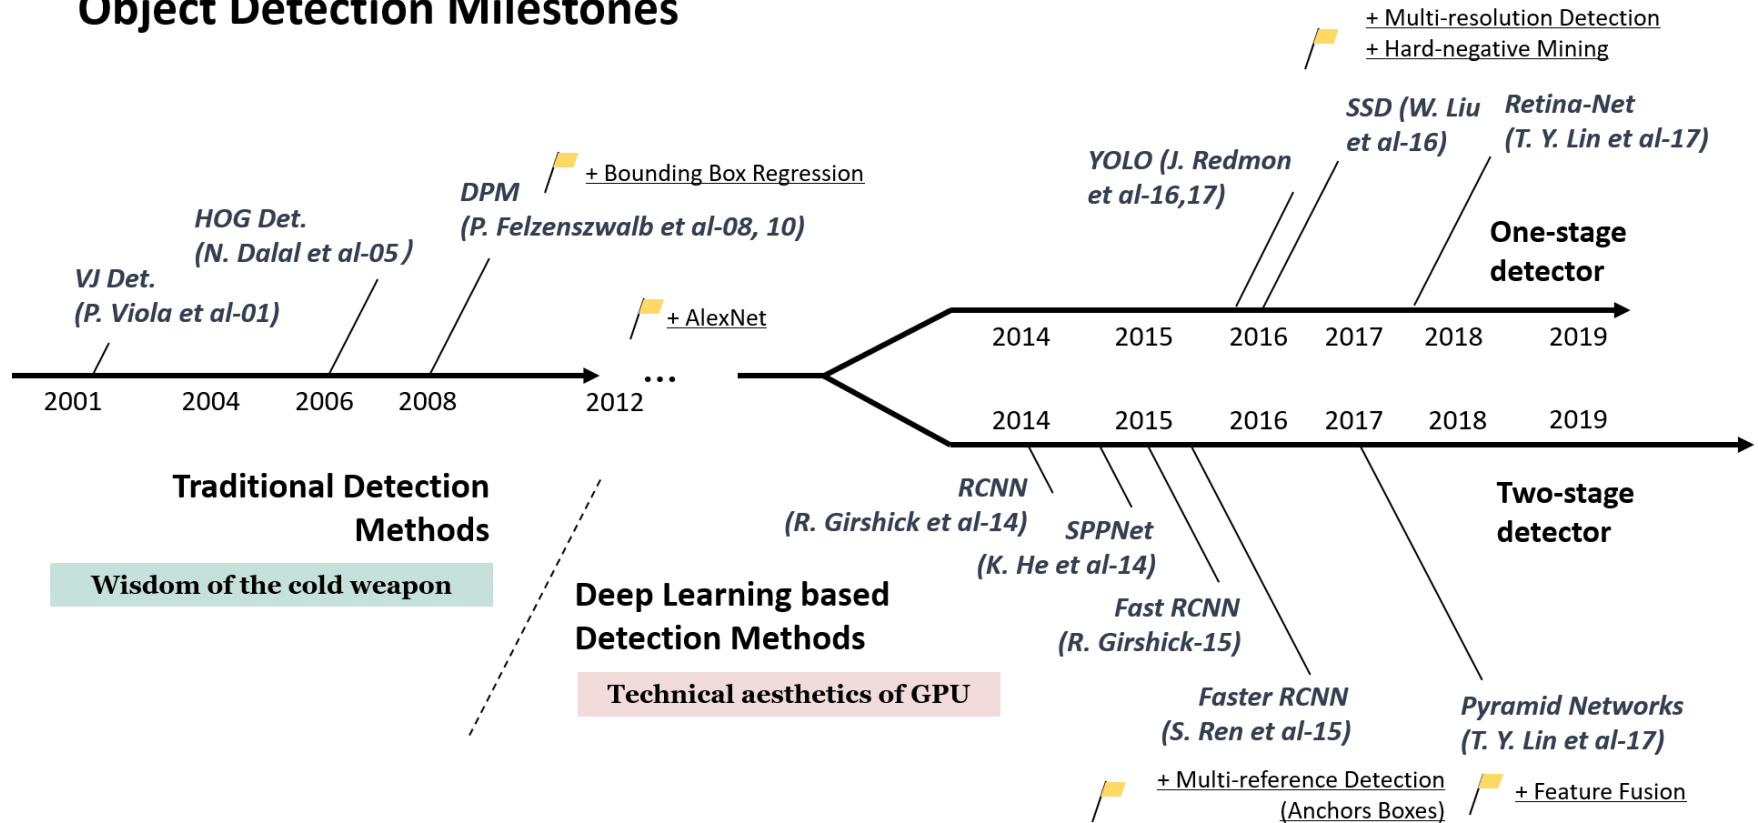 Object Detection Milestones
+ Multi-resolution Detection
+ Hard-negative Mining
SSD (W. Liu
et al-16)
Retina-Net
(T. Y. Lin et al-17)
YOLO (J. Redmon
et al-16,17)
+ Bounding Box Regression
DPM
(P. Felzenszwalb et al-08, 10)
HOG Det.
(N. Dalal et al-05)
VJ Det.
(P. Viola et al-01)
+ AlexNet
One-stage
detector
2014 2015 2016 2017 2018 2019
...
2001 2004 2006 2008 2012
2014 2015 2016 2017 2018 2019
Traditional Detection
Methods
Wisdom of the cold weapon
Deep Learning based
Detection Methods
Technical aesthetics of GPU
RCNN
(R. Girshick et al-14)
SPPNet
(K. He et al-14)
Fast RCNN
(R. Girshick-15)
Faster RCNN
(S. Ren et al-15)
Two-stage
detector
Pyramid Networks
(T. Y. Lin et al-17)
+ Multi-reference Detection
(Anchors Boxes)
+ Feature Fusion